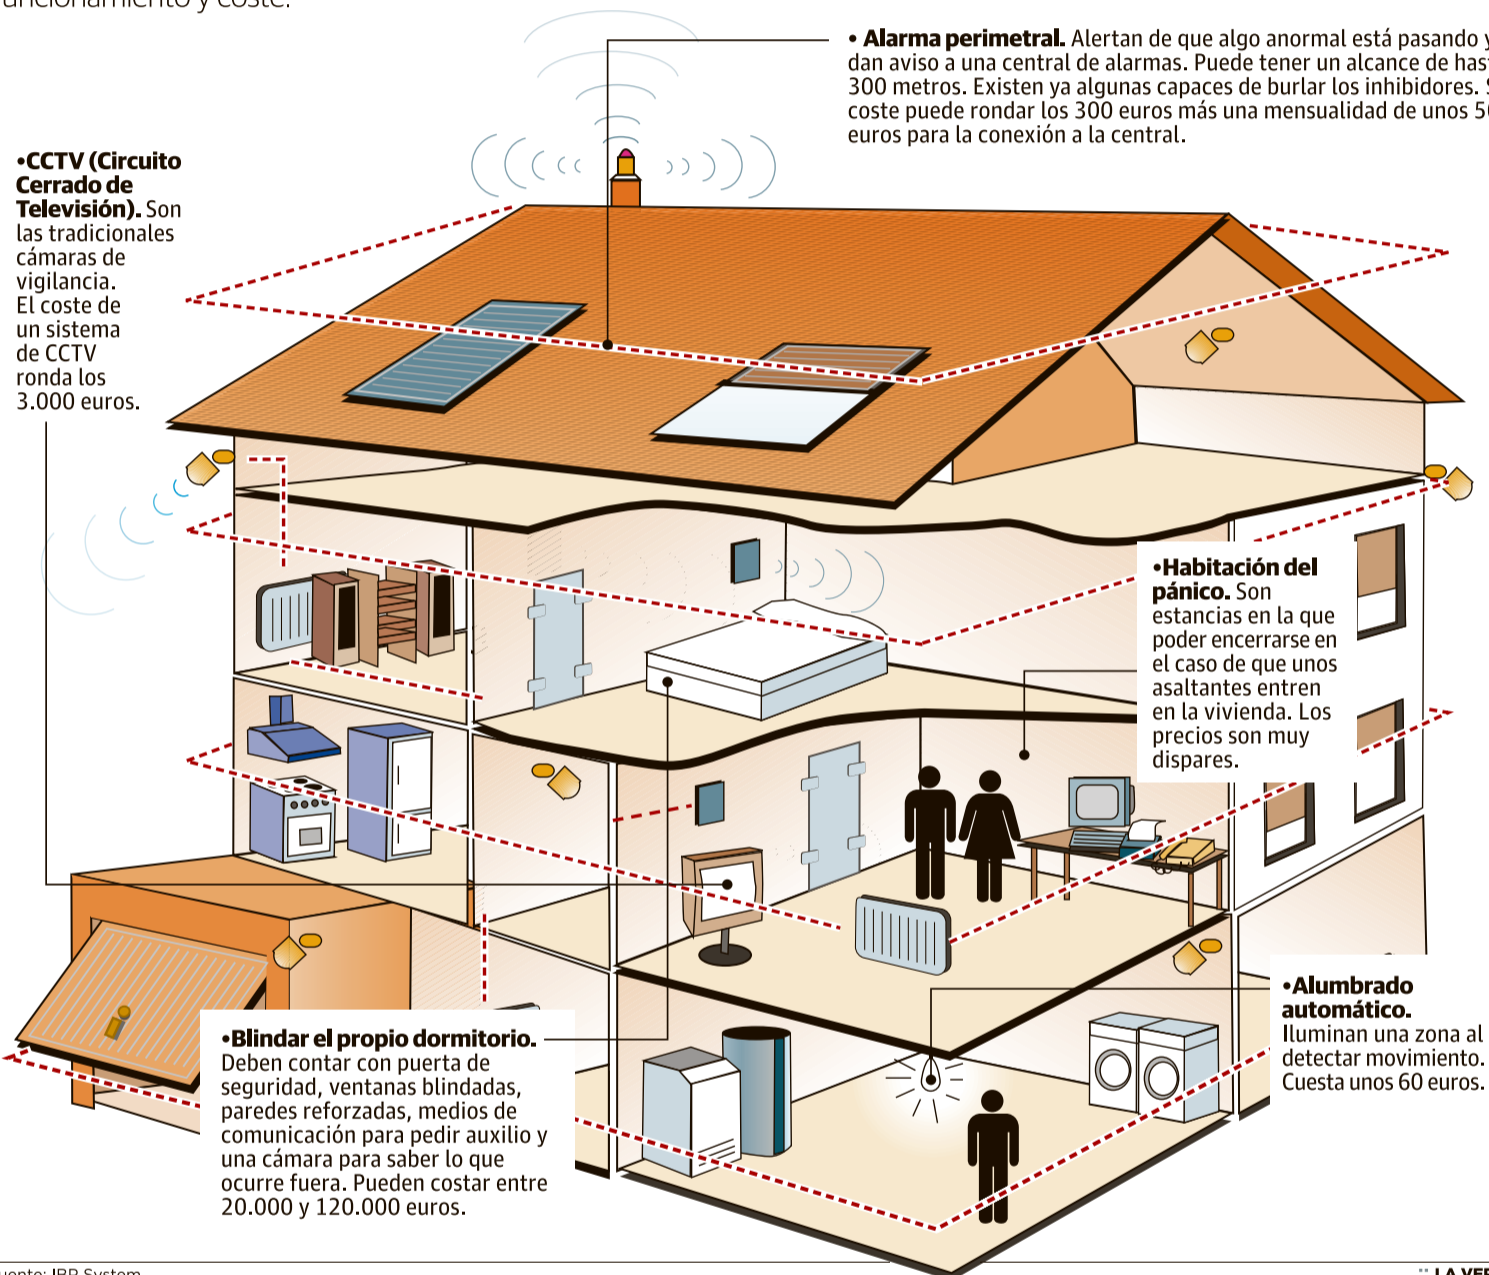 funcionamiento y coste.
• Alarma perimetral. Alertan de que algo anormal está pasando y
dan aviso a una central de alarmas. Puede tener un alcance de
300 metros. Existen ya algunas capaces de burlar los inhibidores.
coste puede rondar los 300 euros más una mensualidad de unos
euros para la conexión a la central.
•CCTV (Circuito
Cerrado de
Televisión). Son
las tradicionales
cámaras de
vigilancia.
El coste de
un sistema
de CCTV
ronda los
3.000 euros.
•Habitación del
pánico. Son
estancias en la que
poder encerrarse en
el caso de que unos
asaltantes entren
en la vivienda. Los
precios son muy
dispares.
•Blindar el propio dormitorio.
Deben contar con puerta de
seguridad, ventanas blindadas,
paredes reforzadas, medios de
comunicación para pedir auxilio y
una cámara para saber lo que
ocurre fuera. Pueden costar entre
20.000 y 120.000 euros.
•Alumbrado
automático.
Iluminan una zona al
detectar movimiento.
Cuesta unos 60 euros.
IBP System
LA